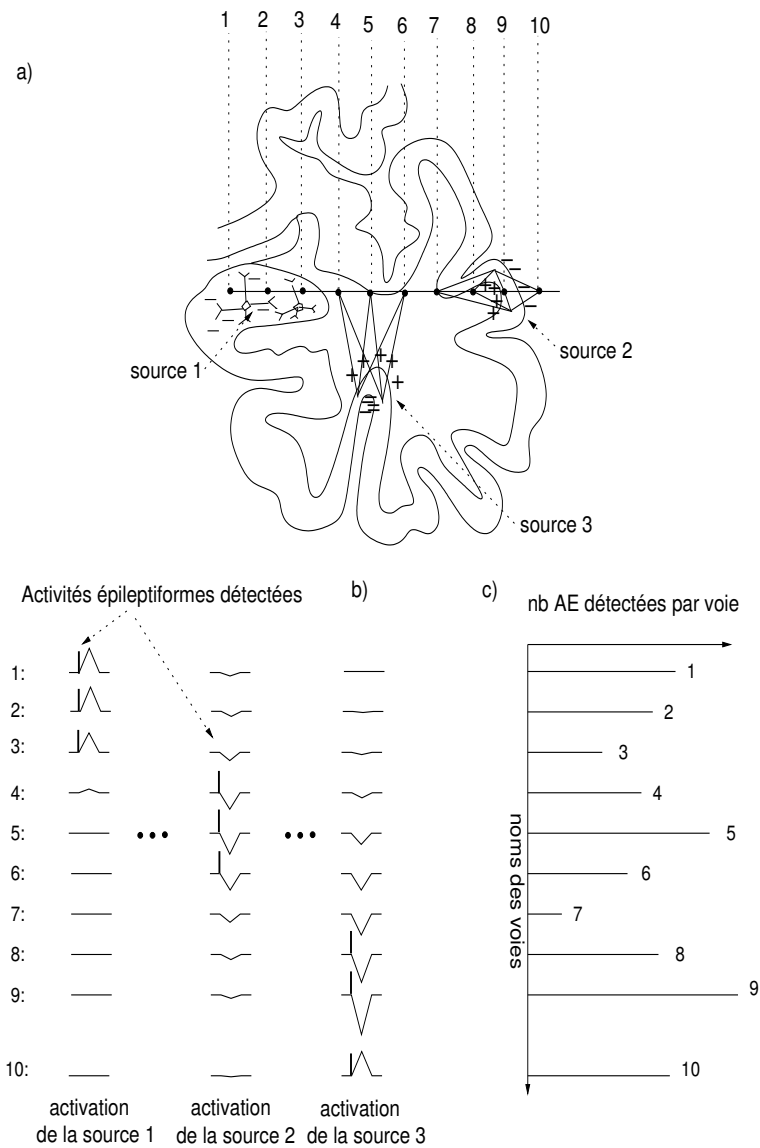 1 2 3 4 5 6 7 8 9 10
a)
source 1
source 2
source 3
Activités épileptiformes détectées
b)
c)
nb AE détectées par voie
1:
2:
3:
4:
5:
6:
7:
8:
9:
10:
activation
de la source 1
activation
de la source 2
activation
de la source 3
noms des voies
1
2
3
4
5
6
7
8
9
10